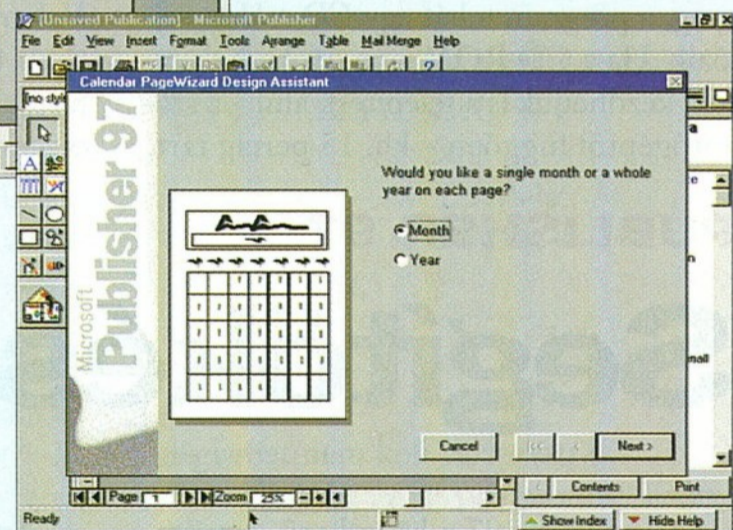 [Unsaved Publication] - Microsoft Publisher
File Edit View Insert Format Tools Arrange Table Mail Merge Help
Calendar PageWizard Design Assistant
Microsoft
Publisher 97
Would you like a single month or a whole
year on each page?
Month
Year
Cancel
Next >
Page 1
Zoom 25%
Contents
Print
Ready
Show Index
Hide Help